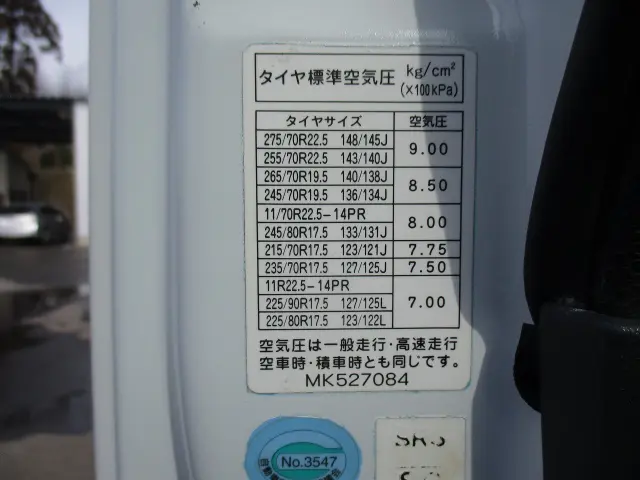 タイヤ標準空気圧 kg/cm² (×100kPa)
タイヤサイズ 空気圧
275/70R22.5 148/145J 9.00
255/70R22.5 143/140J
265/70R19.5 140/138J 8.50
245/70R19.5 136/134J
11/70R22.5-14PR 8.00
245/80R17.5 133/131J
215/70R17.5 123/121J 7.75
235/70R17.5 127/125J 7.50
11R22.5-14PR 7.00
225/90R17.5 127/125L
225/80R17.5 123/122L
空気圧は一般走行・高速走行
空車時・積車時とも同じです。
MK527084
No.3547